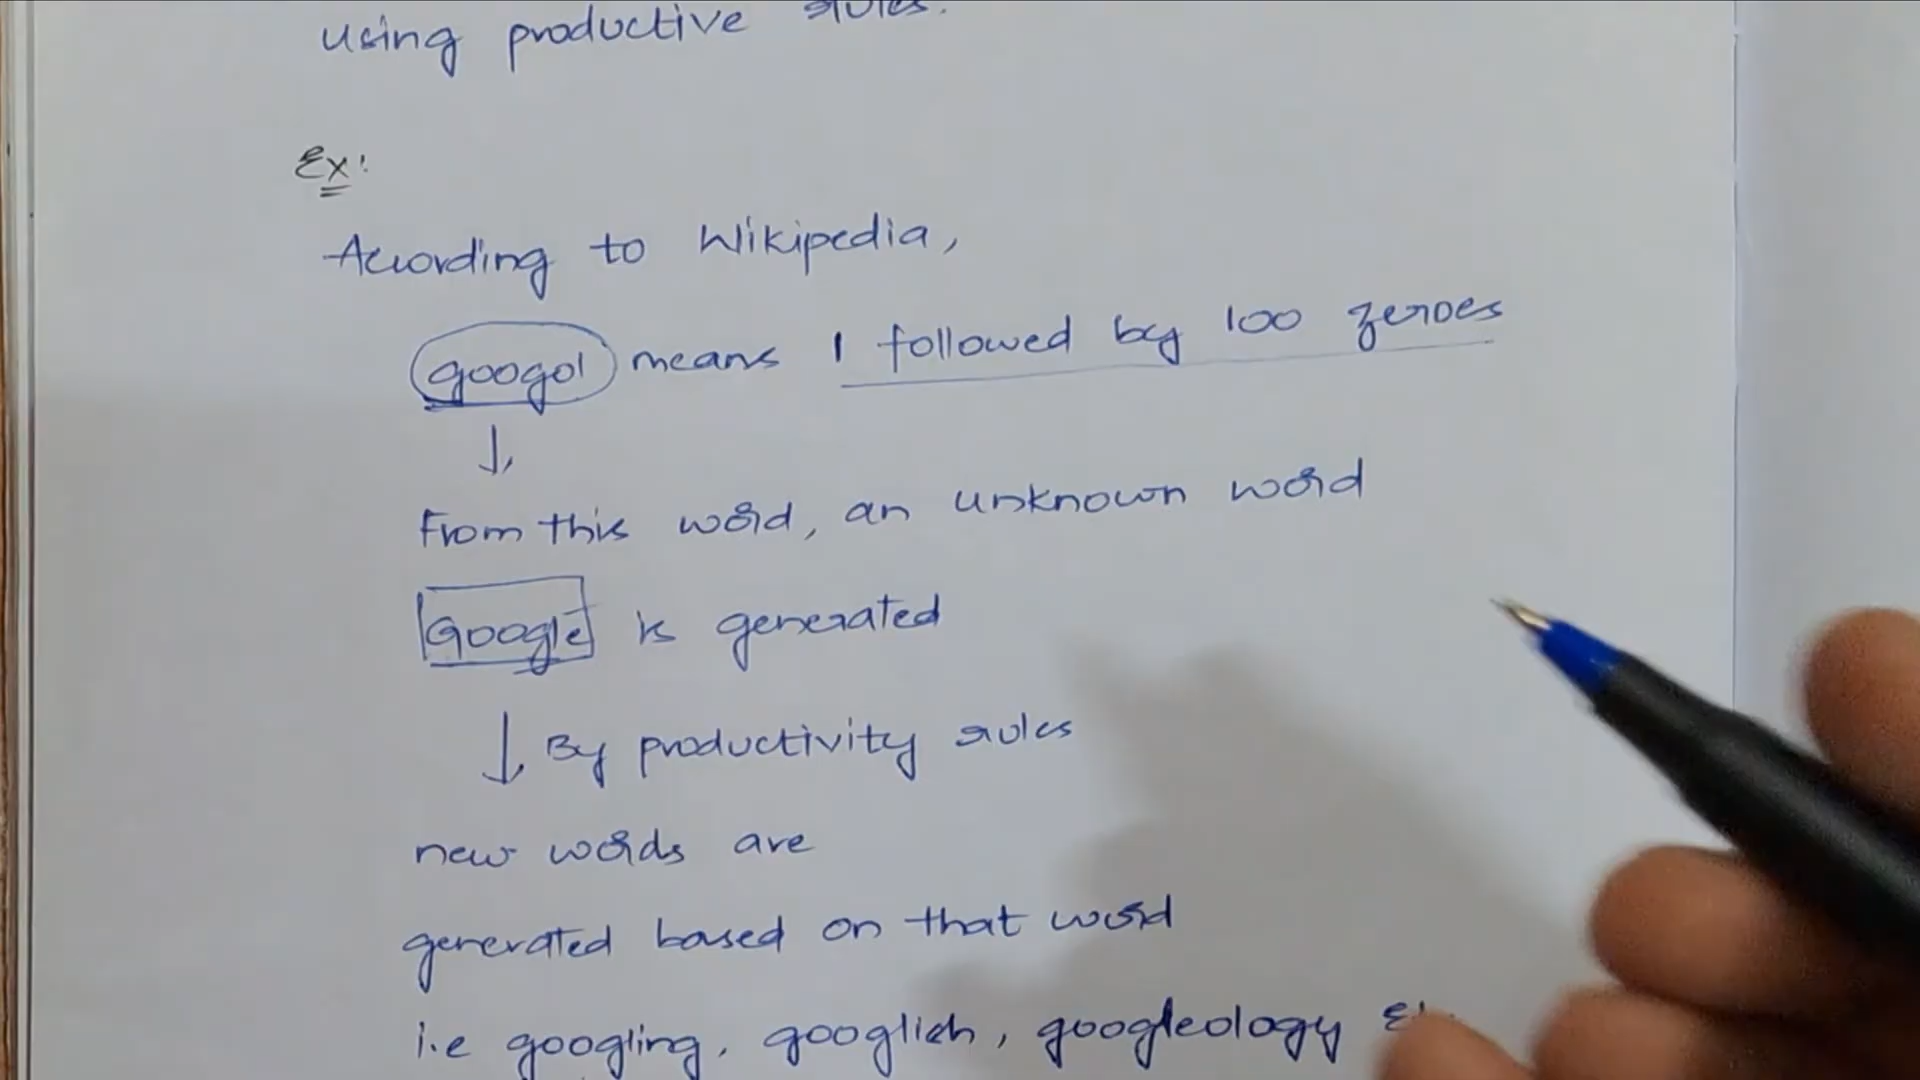 using productive rules.
Ex:
According to Wikipedia,
googol means 1 followed by 100 zeroes
From this word, an unknown word
Google is generated
By productivity rules
new words are
generated based on that word
i.e googling, googlish, googleology